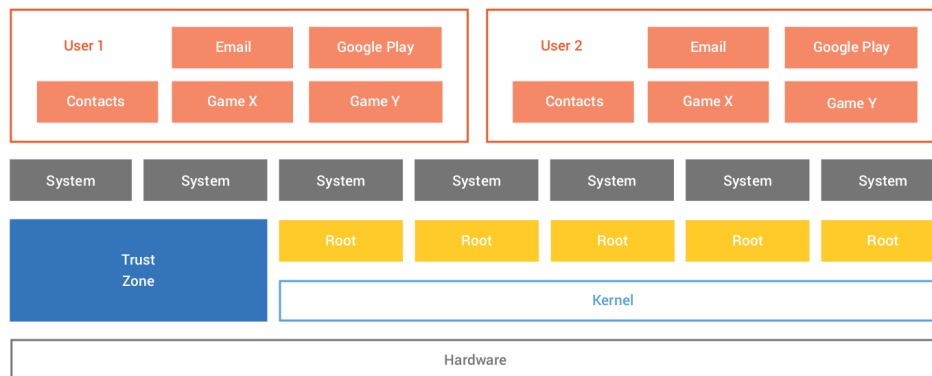 User 1
Email
Google Play
Contacts
Game X
Game Y
User 2
Email
Google Play
Contacts
Game X
Game Y
System
System
System
System
System
System
System
Trust
Zone
Root
Root
Root
Root
Root
Kernel
Hardware